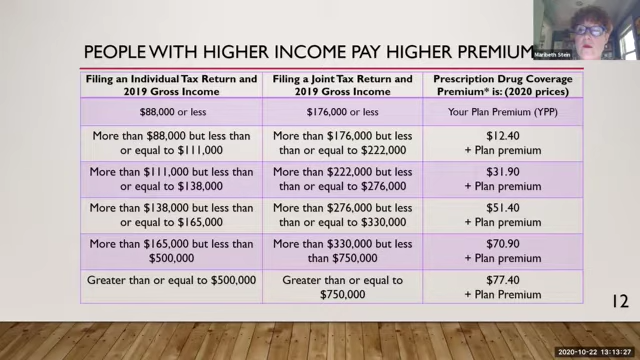 Maribeth Stein
PEOPLE WITH HIGHER INCOME PAY HIGHER PREMIUM
Filing an Individual Tax Return and
2019 Gross Income
Filing a Joint Tax Return and
2019 Gross Income
Prescription Drug Coverage
Premium* is: (2020 prices)
$88,000 or less
$176,000 or less
Your Plan Premium (YPP)
More than $88,000 but less than
or equal to $111,000
More than $176,000 but less
than or equal to $222,000
$12.40
+ Plan premium
More than $111,000 but less than
or equal to $138,000
More than $222,000 but less
than or equal to $276,000
$31.90
+ Plan premium
More than $138,000 but less than
or equal to $165,000
More than $276,000 but less
than or equal to $330,000
$51.40
+ Plan premium
More than $165,000 but less than
$500,000
More than $330,000 but less
than $750,000
$70.90
+ Plan premium
Greater than or equal to $500,000
Greater than or equal to
$750,000
$77.40
+ Plan Premium
12
2020-10-22 13:13:27